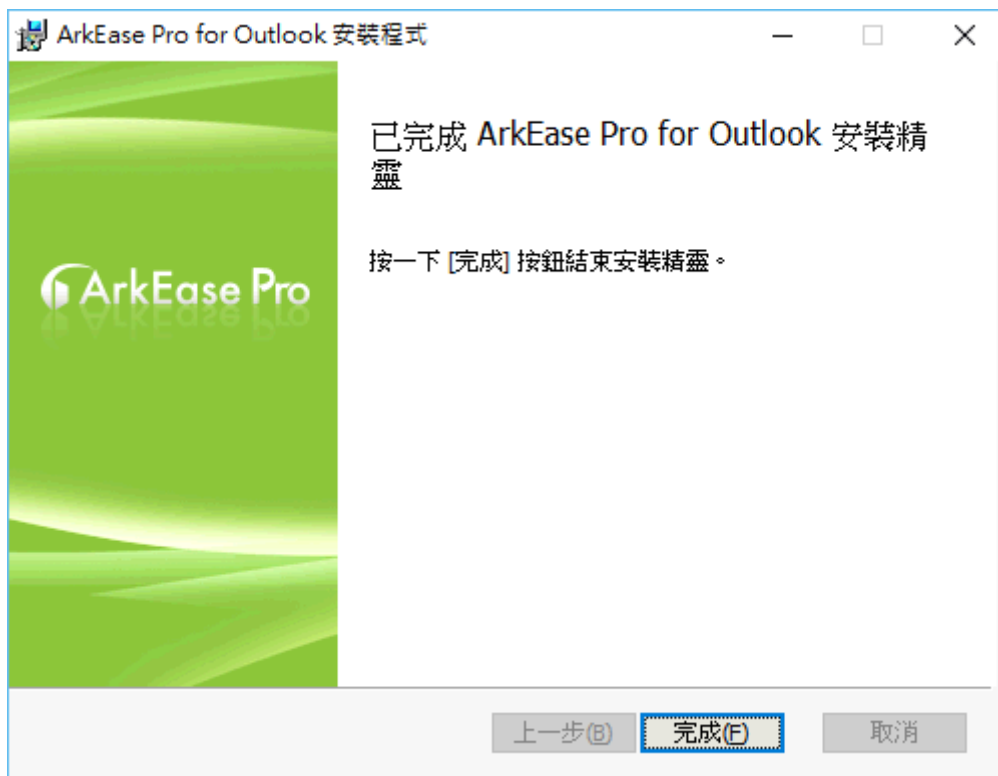 ArkEase Pro for Outlook 安裝程式
已完成 ArkEase Pro for Outlook 安裝精
靈
按一下 [完成] 按鈕結束安裝精靈。
ArkEase Pro
上一步(B) 完成(F) 取消